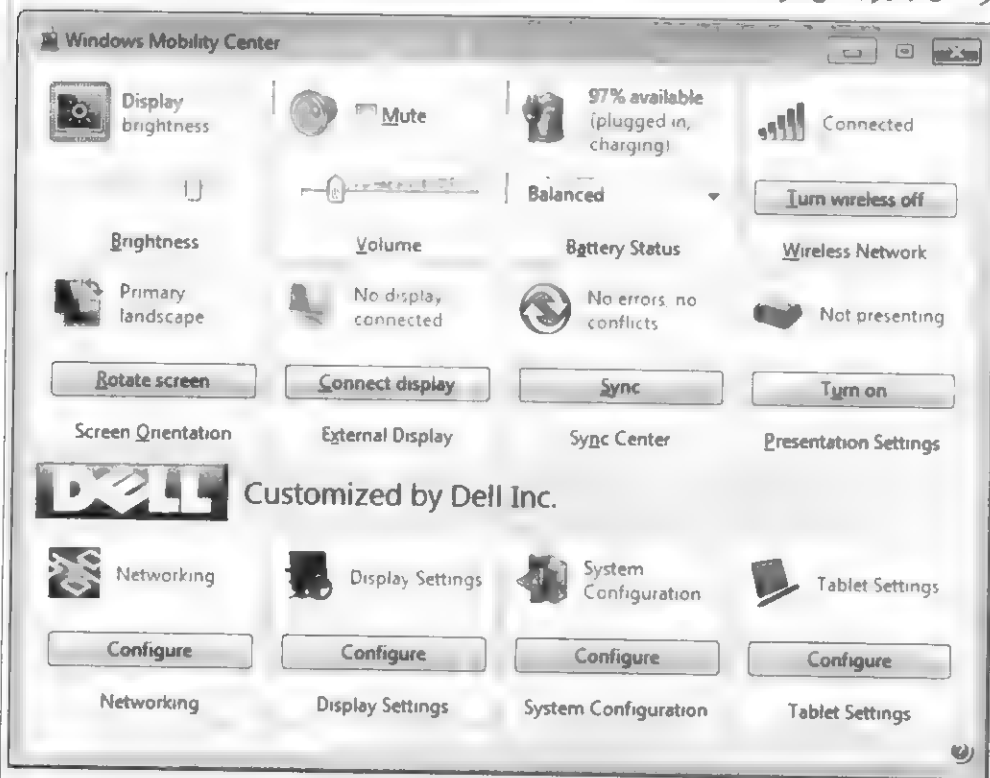 Windows Mobility Center
Display
brightness
Mute
97% available
(plugged in,
charging)
Connected
Balanced
Turn wireless off
Brightness
Volume
Battery Status
Wireless Network
Primary
landscape
No display
connected
No errors, no
conflicts
Not presenting
Rotate screen
Connect display
Sync
Turn on
Screen Orientation
External Display
Sync Center
Presentation Settings
DELL
Customized by Dell Inc.
Networking
Display Settings
System
Configuration
Tablet Settings
Configure
Configure
Configure
Configure
Networking
Display Settings
System Configuration
Tablet Settings